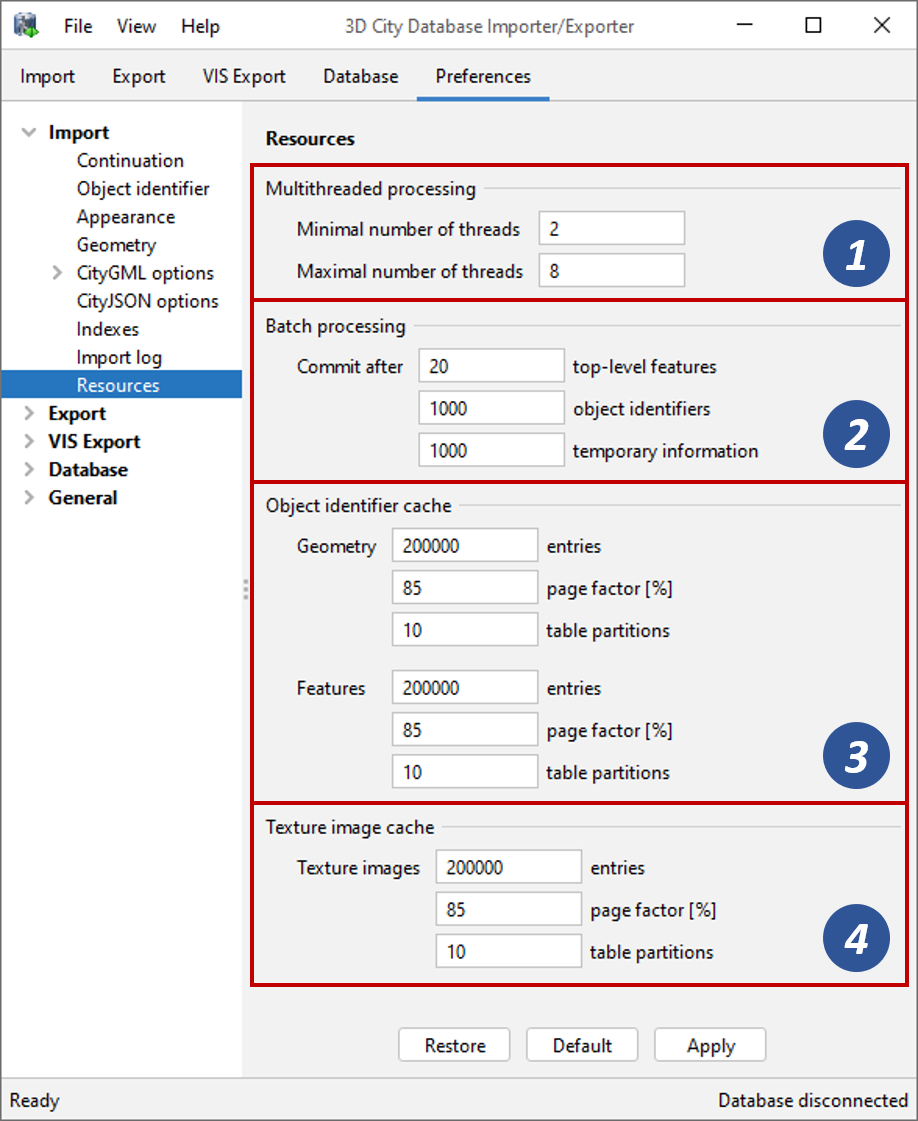 File View Help 3D City Database Importer/Exporter
Import Export VIS Export Database Preferences
Import
Continuation
Object identifier
Appearance
Geometry
CityGML options
CityJSON options
Indexes
Import log
Resources
Export
VIS Export
Database
General
Resources
Multithreaded processing
Minimal number of threads 2
Maximal number of threads 8
1
Batch processing
Commit after 20 top-level features
1000 object identifiers
1000 temporary information
2
Object identifier cache
Geometry 200000 entries
85 page factor [%]
10 table partitions
Features 200000 entries
85 page factor [%]
10 table partitions
3
Texture image cache
Texture images 200000 entries
85 page factor [%]
10 table partitions
4
Restore Default Apply
Ready Database disconnected